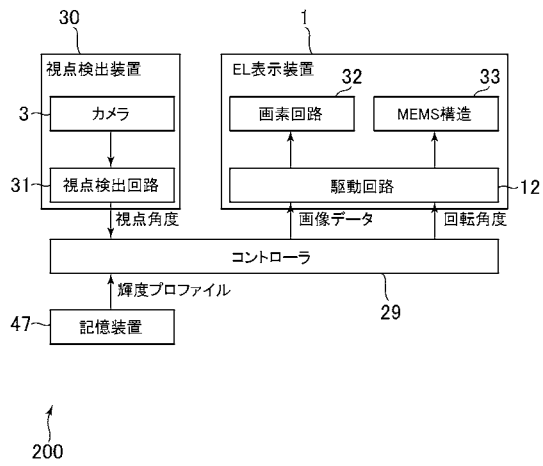 30
1
視点検出装置
EL表示装置
32
33
3
カメラ
画素回路
MEMS構造
31
視点検出回路
駆動回路
12
視点角度
画像データ
回転角度
コントローラ
輝度プロファイル
29
47
記憶装置
200